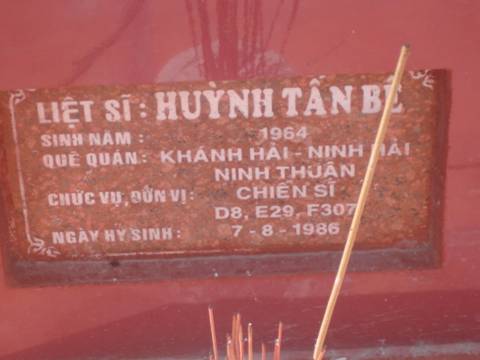 LIỆT SĨ : HUỲNH TẤN BÊ
SINH NĂM : 1964
QUÊ QUÁN : KHÁNH HẢI - NINH HẢI
NINH THUẬN
CHỨC VỤ, ĐƠN VỊ : CHIẾN SĨ
D8, E29, F307
NGÀY HY SINH : 7 - 8 - 1986